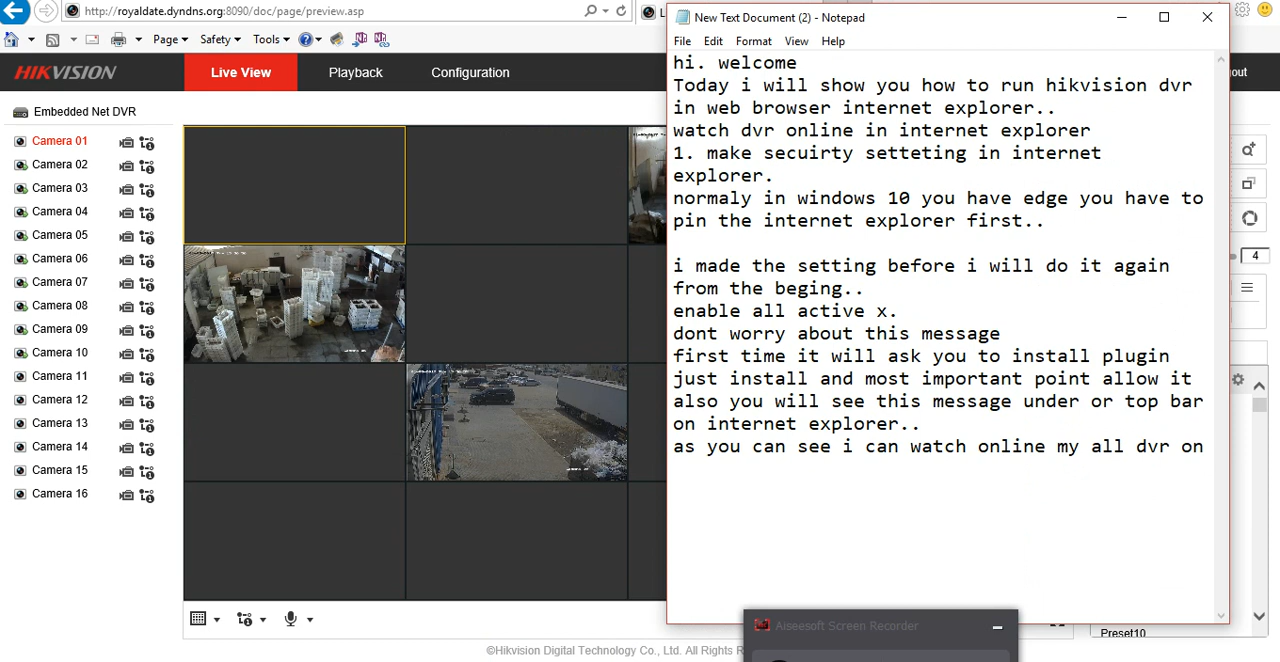 http://royaldate.dyndns.org:8090/doc/page/preview.asp
Page
Safety
Tools
HIKVISION
Live View
Playback
Configuration
out
Embedded Net DVR
Camera 01
Camera 02
Camera 03
Camera 04
Camera 05
Camera 06
Camera 07
Camera 08
Camera 09
Camera 10
Camera 11
Camera 12
Camera 13
Camera 14
Camera 15
Camera 16
New Text Document (2) - Notepad
File Edit Format View Help
hi. welcome
Today i will show you how to run hikvision dvr
in web browser internet explorer..
watch dvr online in internet explorer
1. make secuirty setteting in internet
explorer.
normaly in windows 10 you have edge you have to
pin the internet explorer first..
i made the setting before i will do it again
from the beging..
enable all active x.
dont worry about this message
first time it will ask you to install plugin
just install and most important point allow it
also you will see this message under or top bar
on internet explorer..
as you can see i can watch online my all dvr on
4
Preset10
Aiseesoft Screen Recorder
©Hikvision Digital Technology Co., Ltd. All Rights R